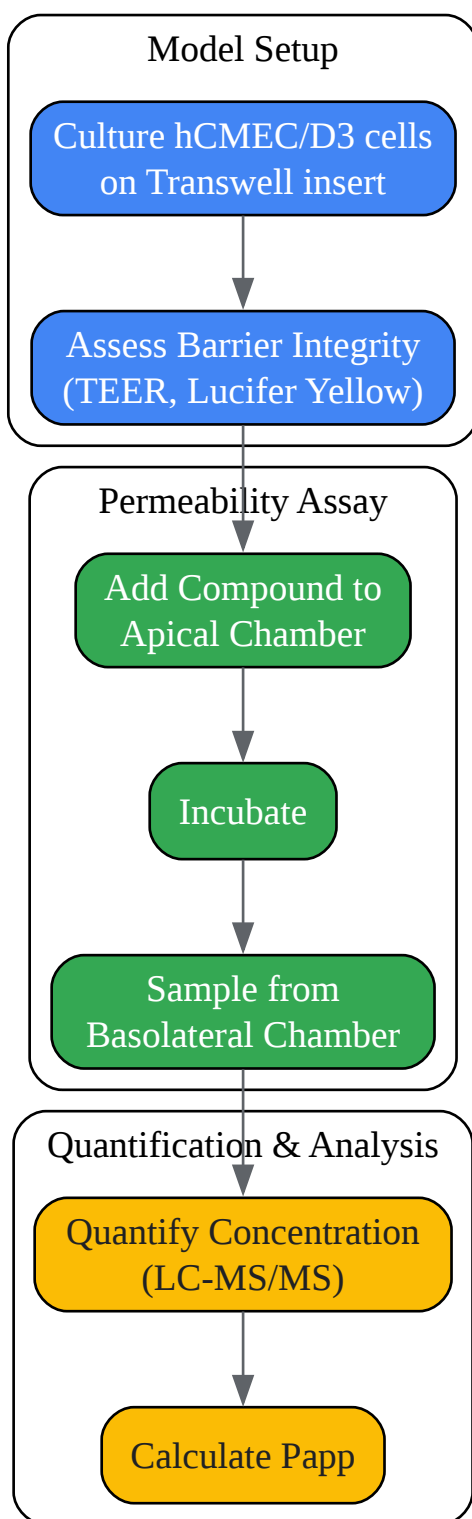 Model Setup
Culture hCMEC/D3 cells
on Transwell insert
Assess Barrier Integrity
(TEER, Lucifer Yellow)
Permeability Assay
Add Compound to
Apical Chamber
Incubate
Sample from
Basolateral Chamber
Quantification & Analysis
Quantify Concentration
(LC-MS/MS)
Calculate Papp